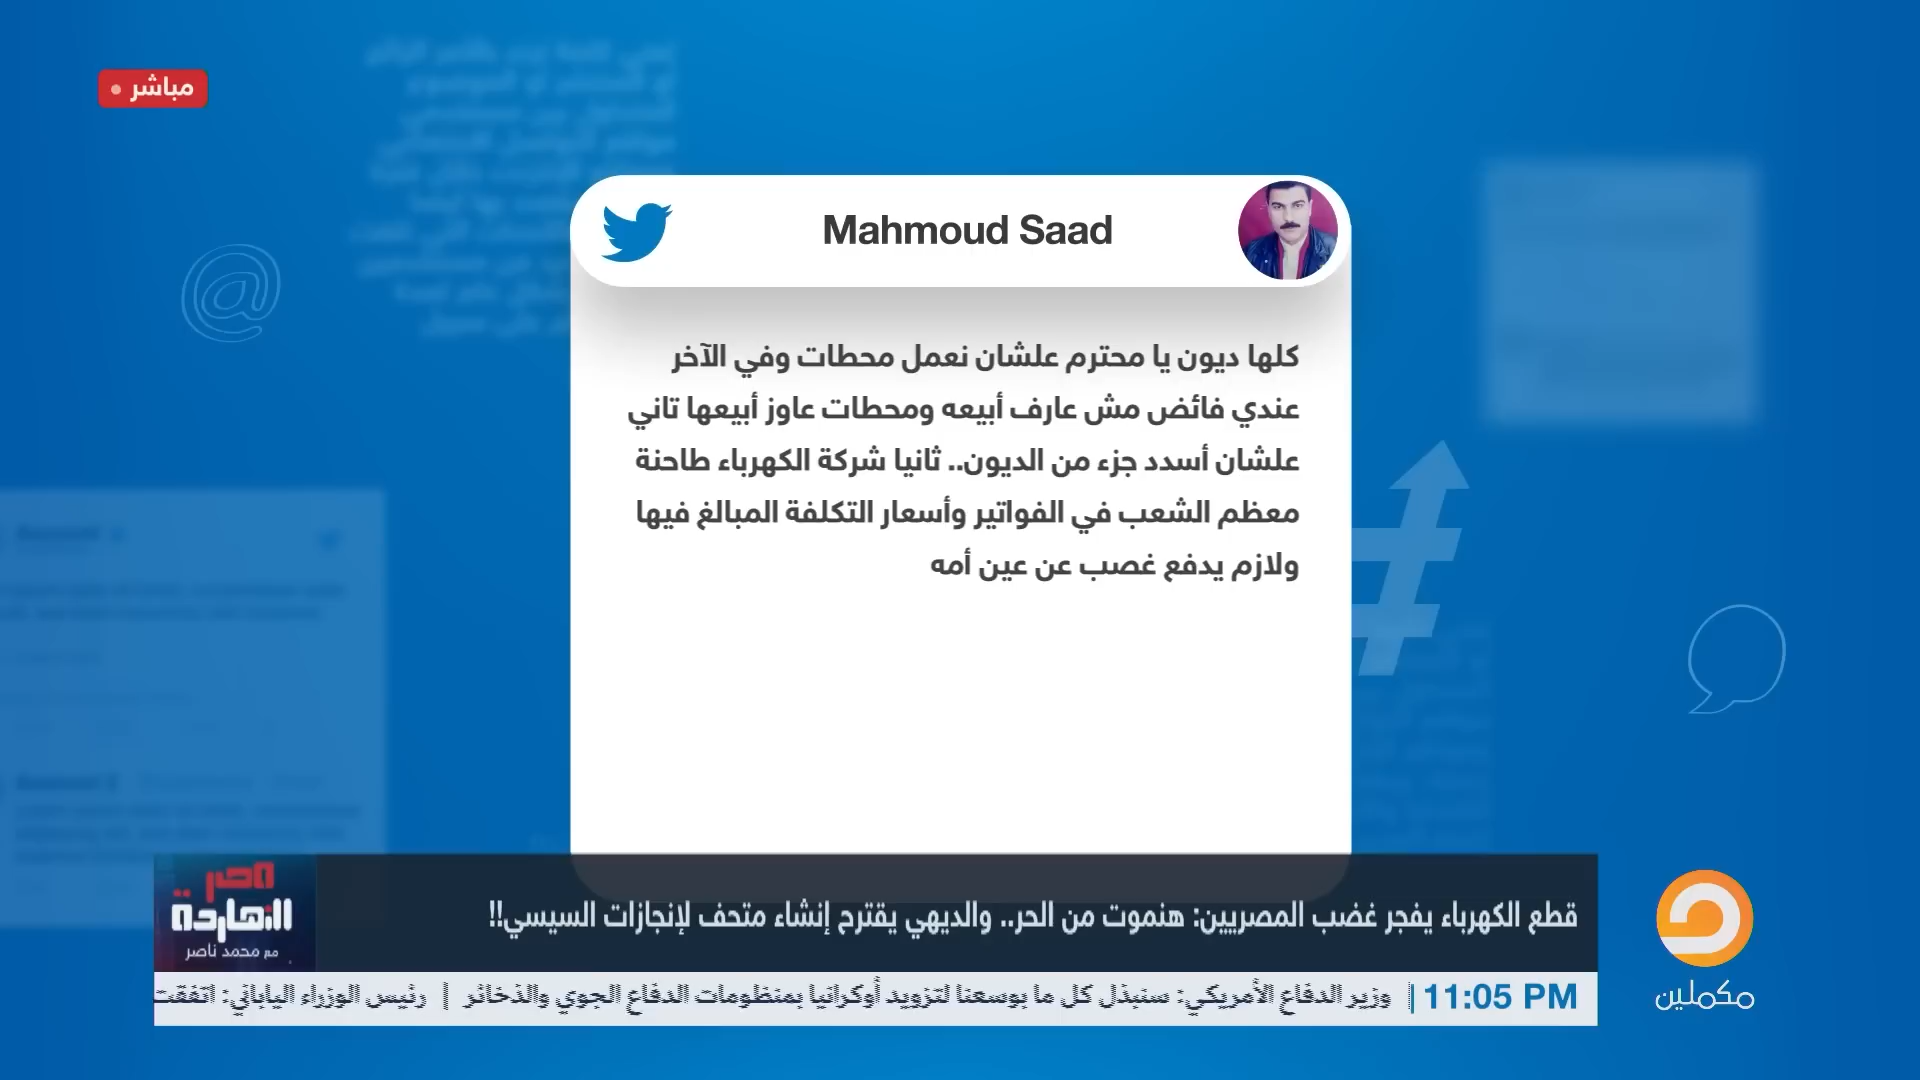 مباشر
Mahmoud Saad
كلها ديون يا محترم علشان نعمل محطات وفي الآخر
عندي فائض مش عارف أبيعه ومحطات عاوز أبيعها تاني
علشان أسدد جزء من الديون.. ثانيا شركة الكهرباء طاحنة
معظم الشعب في الفواتير وأسعار التكلفة المبالغ فيها
ولازم يدفع غصب عن عين أمه
مصر
النهاردة
مع محمد ناصر
قطع الكهرباء يفجر غضب المصريين: هنموت من الحر.. والديهي يقترح إنشاء متحف لإنجازات السيسي!!
11:05 PM | وزير الدفاع الأمريكي: سنبذل كل ما بوسعنا لتزويد أوكرانيا بمنظومات الدفاع الجوي والذخائر | رئيس الوزراء الياباني: اتفقت
مكملين